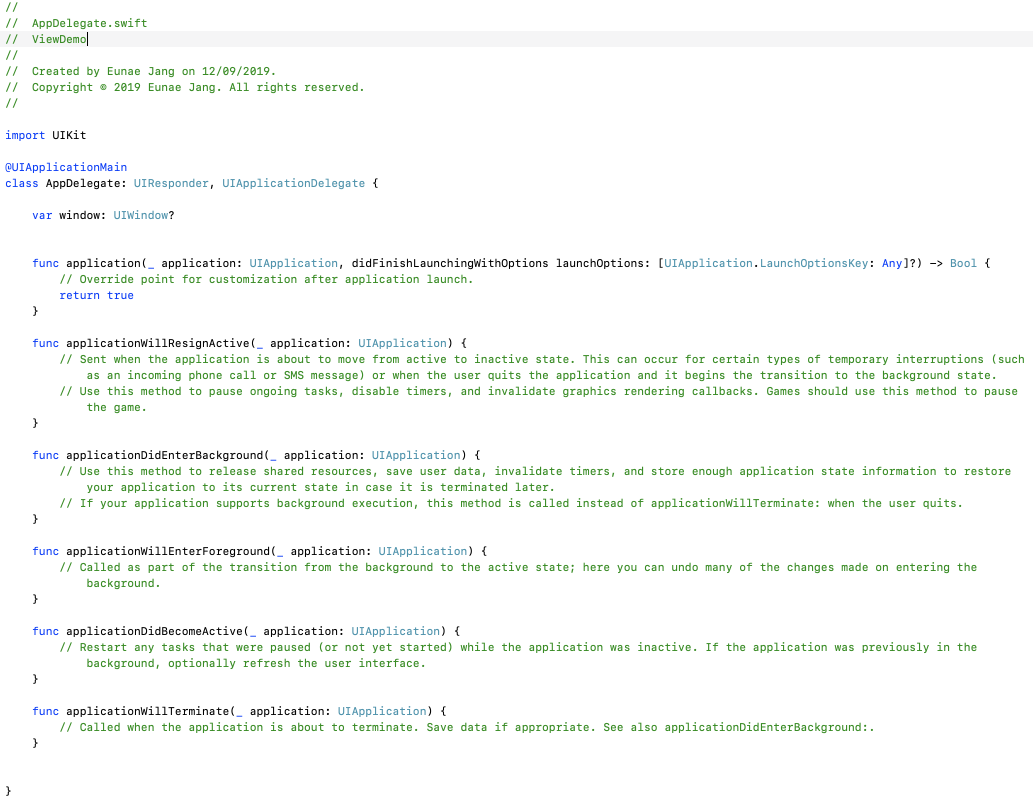 //
//  AppDelegate.swift
//  ViewDemo
//
//  Created by Eunae Jang on 12/09/2019.
//  Copyright © 2019 Eunae Jang. All rights reserved.
//

import UIKit

@UIApplicationMain
class AppDelegate: UIResponder, UIApplicationDelegate {

    var window: UIWindow?


    func application(_ application: UIApplication, didFinishLaunchingWithOptions launchOptions: [UIApplication.LaunchOptionsKey: Any]?) -> Bool {
        // Override point for customization after application launch.
        return true
    }

    func applicationWillResignActive(_ application: UIApplication) {
        // Sent when the application is about to move from active to inactive state. This can occur for certain types of temporary interruptions (such
            as an incoming phone call or SMS message) or when the user quits the application and it begins the transition to the background state.
        // Use this method to pause ongoing tasks, disable timers, and invalidate graphics rendering callbacks. Games should use this method to pause
            the game.
    }

    func applicationDidEnterBackground(_ application: UIApplication) {
        // Use this method to release shared resources, save user data, invalidate timers, and store enough application state information to restore
            your application to its current state in case it is terminated later.
        // If your application supports background execution, this method is called instead of applicationWillTerminate: when the user quits.
    }

    func applicationWillEnterForeground(_ application: UIApplication) {
        // Called as part of the transition from the background to the active state; here you can undo many of the changes made on entering the
            background.
    }

    func applicationDidBecomeActive(_ application: UIApplication) {
        // Restart any tasks that were paused (or not yet started) while the application was inactive. If the application was previously in the
            background, optionally refresh the user interface.
    }

    func applicationWillTerminate(_ application: UIApplication) {
        // Called when the application is about to terminate. Save data if appropriate. See also applicationDidEnterBackground:.
    }


}